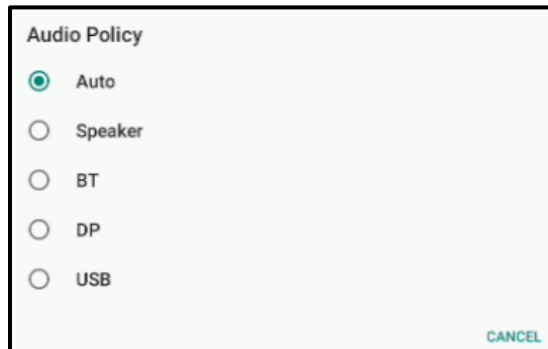 Audio Policy
Auto
Speaker
BT
DP
USB
CANCEL